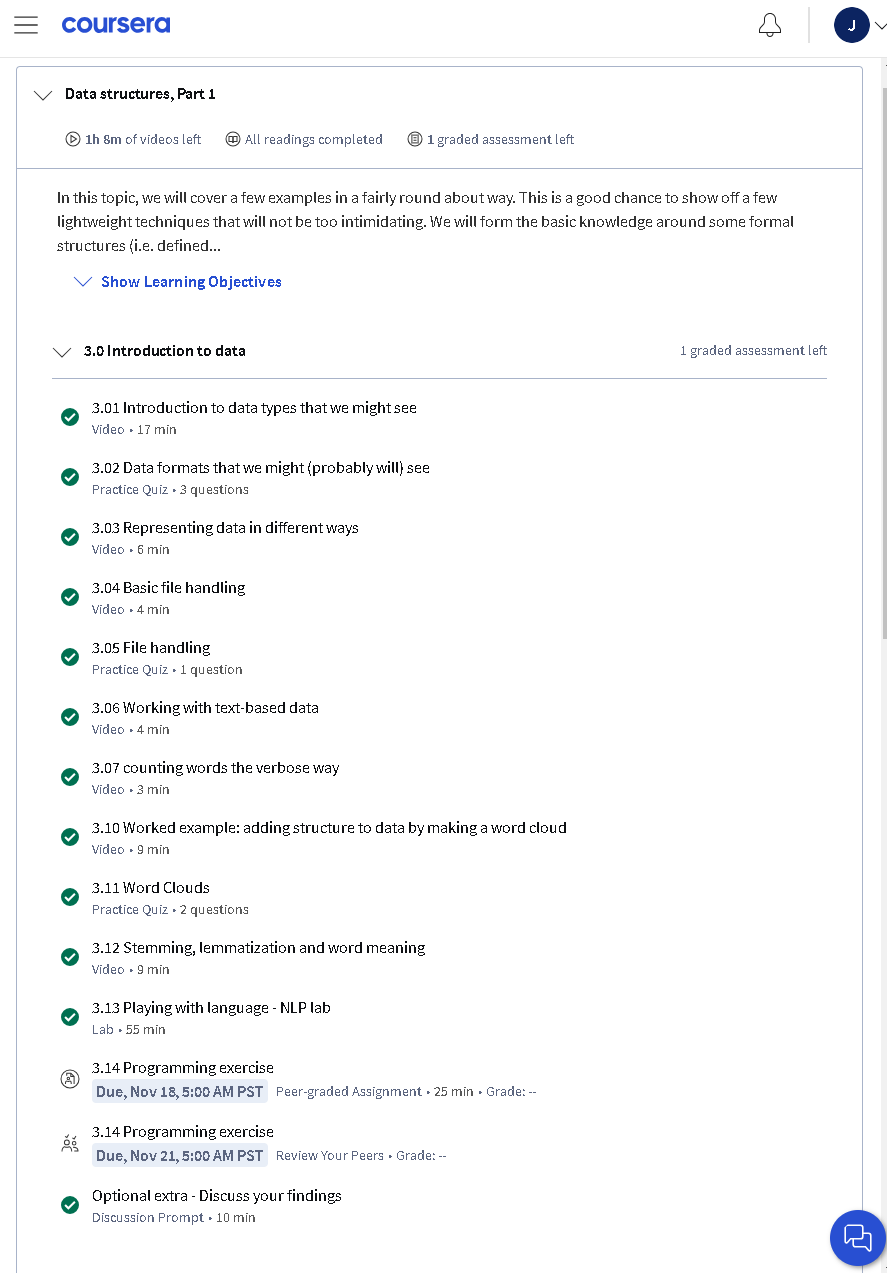 coursera
J
Data structures, Part 1
1h 8m of videos left All readings completed 1 graded assessment left
In this topic, we will cover a few examples in a fairly round about way. This is a good chance to show off a few
lightweight techniques that will not be too intimidating. We will form the basic knowledge around some formal
structures (i.e. defined...
Show Learning Objectives
3.0 Introduction to data 1 graded assessment left
3.01 Introduction to data types that we might see
Video • 17 min
3.02 Data formats that we might (probably will) see
Practice Quiz • 3 questions
3.03 Representing data in different ways
Video • 6 min
3.04 Basic file handling
Video • 4 min
3.05 File handling
Practice Quiz • 1 question
3.06 Working with text-based data
Video • 4 min
3.07 counting words the verbose way
Video • 3 min
3.10 Worked example: adding structure to data by making a word cloud
Video • 9 min
3.11 Word Clouds
Practice Quiz • 2 questions
3.12 Stemming, lemmatization and word meaning
Video • 9 min
3.13 Playing with language - NLP lab
Lab • 55 min
3.14 Programming exercise
Due, Nov 18, 5:00 AM PST Peer-graded Assignment • 25 min • Grade: --
3.14 Programming exercise
Due, Nov 21, 5:00 AM PST Review Your Peers • Grade: --
Optional extra - Discuss your findings
Discussion Prompt • 10 min